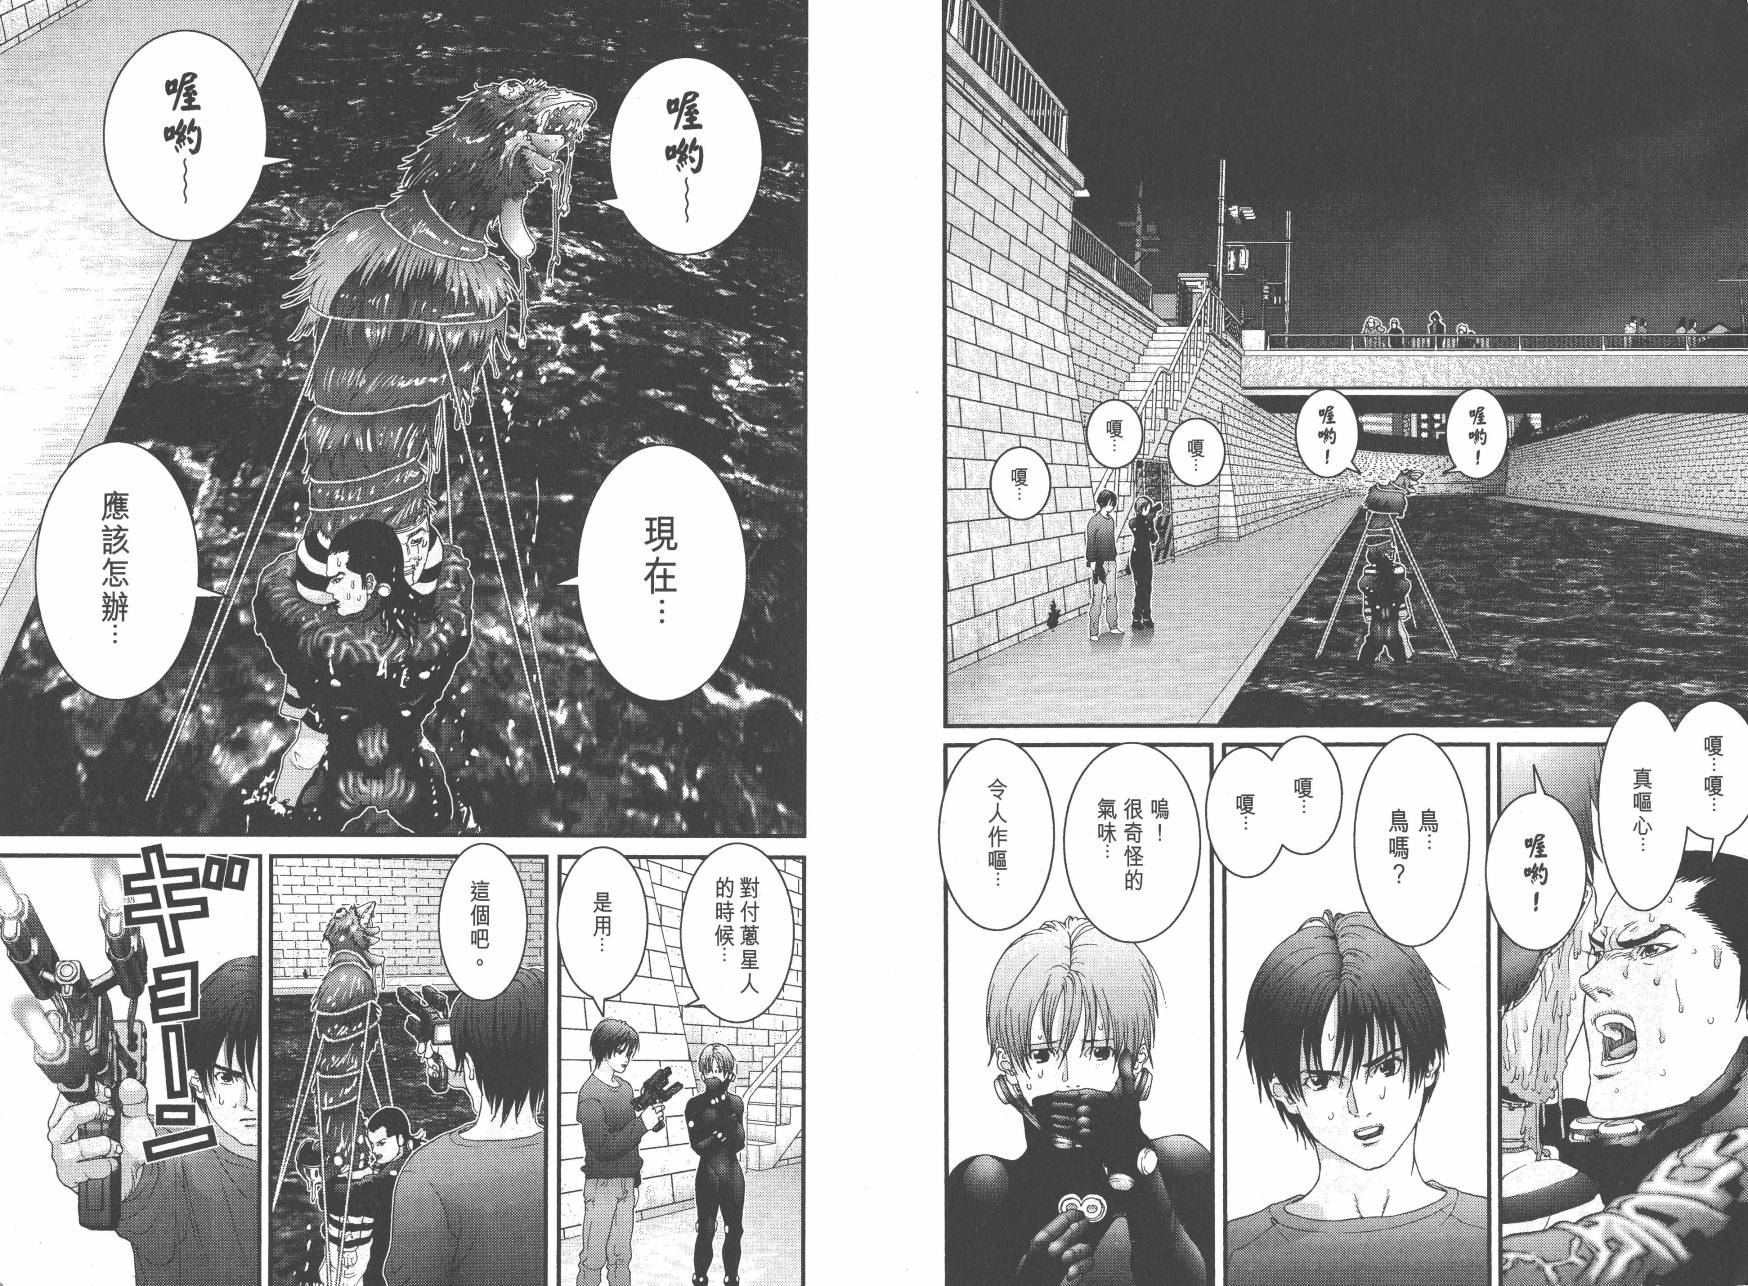 嗄…
嗄…
嗄…
喔喲！
喔喲！
嗄…嗄…
真嘔心…
喔喲！
鳥…
鳥嗎？
嗄…
嗄…
嗚！
很奇怪的
氣味…
令人作嘔…
喔喲～
喔喲～
現在…
應該怎辦…
對付蔥星人
的時候…
是用…
這個吧。
ギョーン